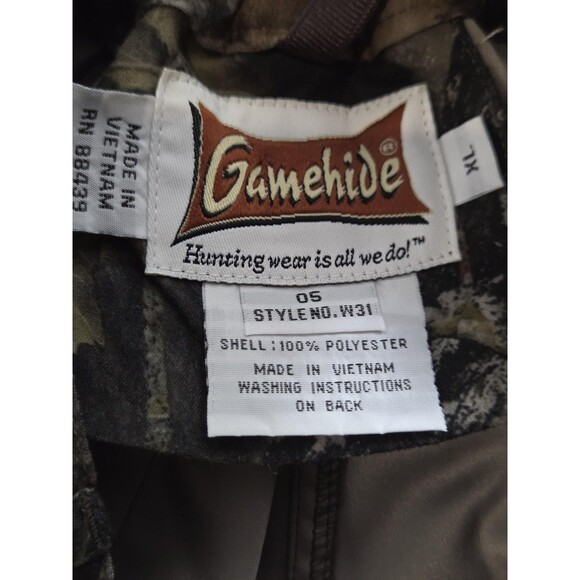 MADE IN
VIETNAM
RN 88439
Gamehide®
Hunting wear is all we do!™
XL
05
STYLE NO. W31
SHELL : 100% POLYESTER
MADE IN VIETNAM
WASHING INSTRUCTIONS
ON BACK